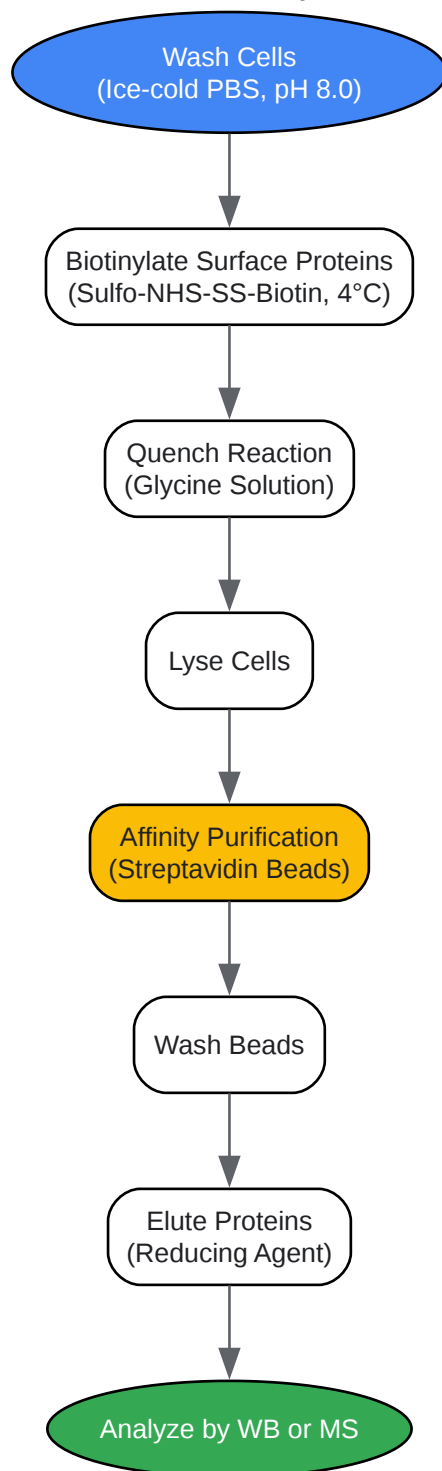 Wash Cells
(Ice-cold PBS, pH 8.0)
Biotinylate Surface Proteins
(Sulfo-NHS-SS-Biotin, 4°C)
Quench Reaction
(Glycine Solution)
Lyse Cells
Affinity Purification
(Streptavidin Beads)
Wash Beads
Elute Proteins
(Reducing Agent)
Analyze by WB or MS